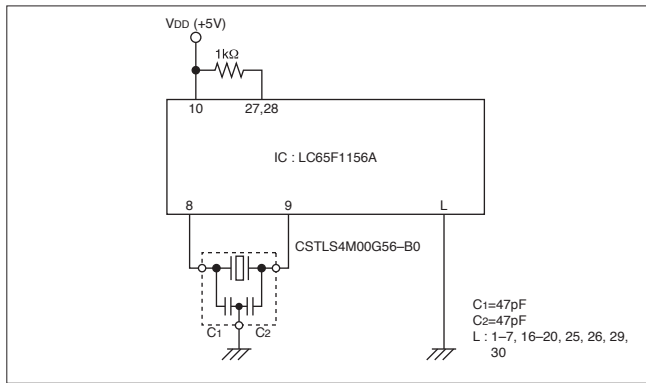 VDD (+5V)
1kΩ
10 27,28
IC : LC65F1156A
8 9 L
CSTLS4M00G56–B0
C1 C2
C1=47pF
C2=47pF
L : 1–7, 16–20, 25, 26, 29,
30